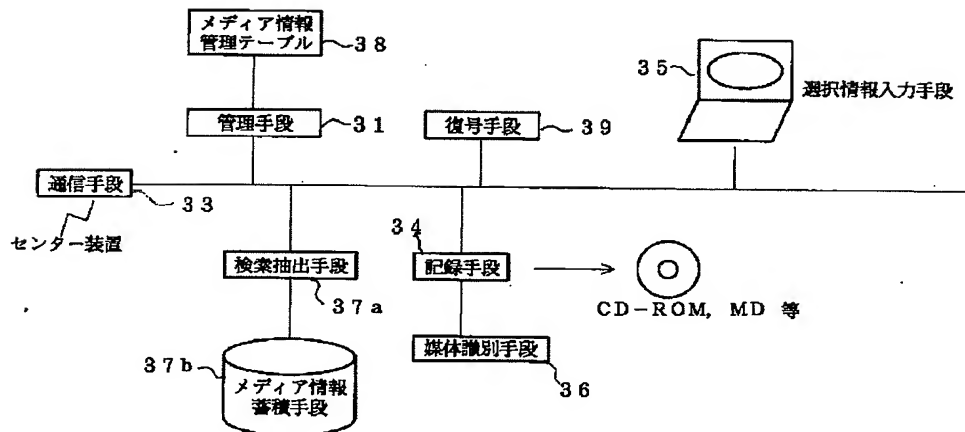 メディア情報
管理テーブル
38
35
選択情報入力手段
管理手段
31
復号手段
39
通信手段
33
センター装置
34
検索抽出手段
37a
記録手段
CD-ROM, MD 等
媒体識別手段
36
37b
メディア情報
蓄積手段